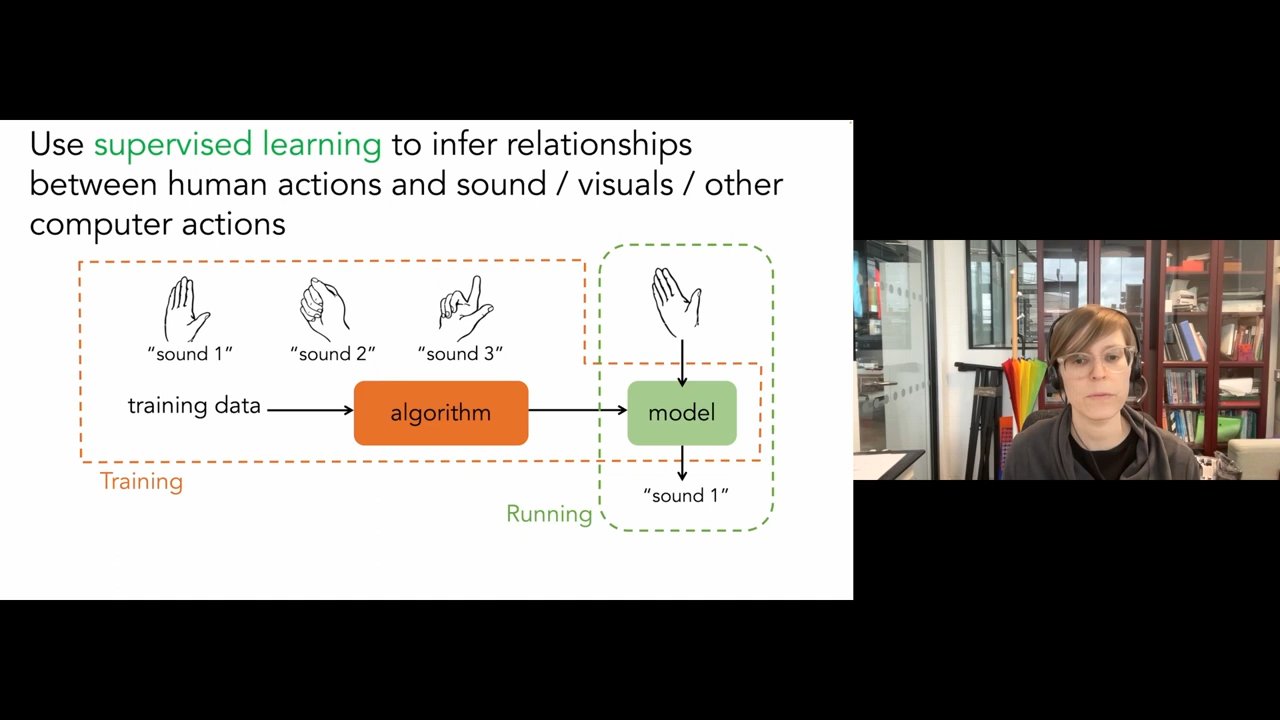 Use supervised learning to infer relationships
between human actions and sound / visuals / other
computer actions
“sound 1” “sound 2” “sound 3”
training data
algorithm
model
“sound 1”
Training
Running